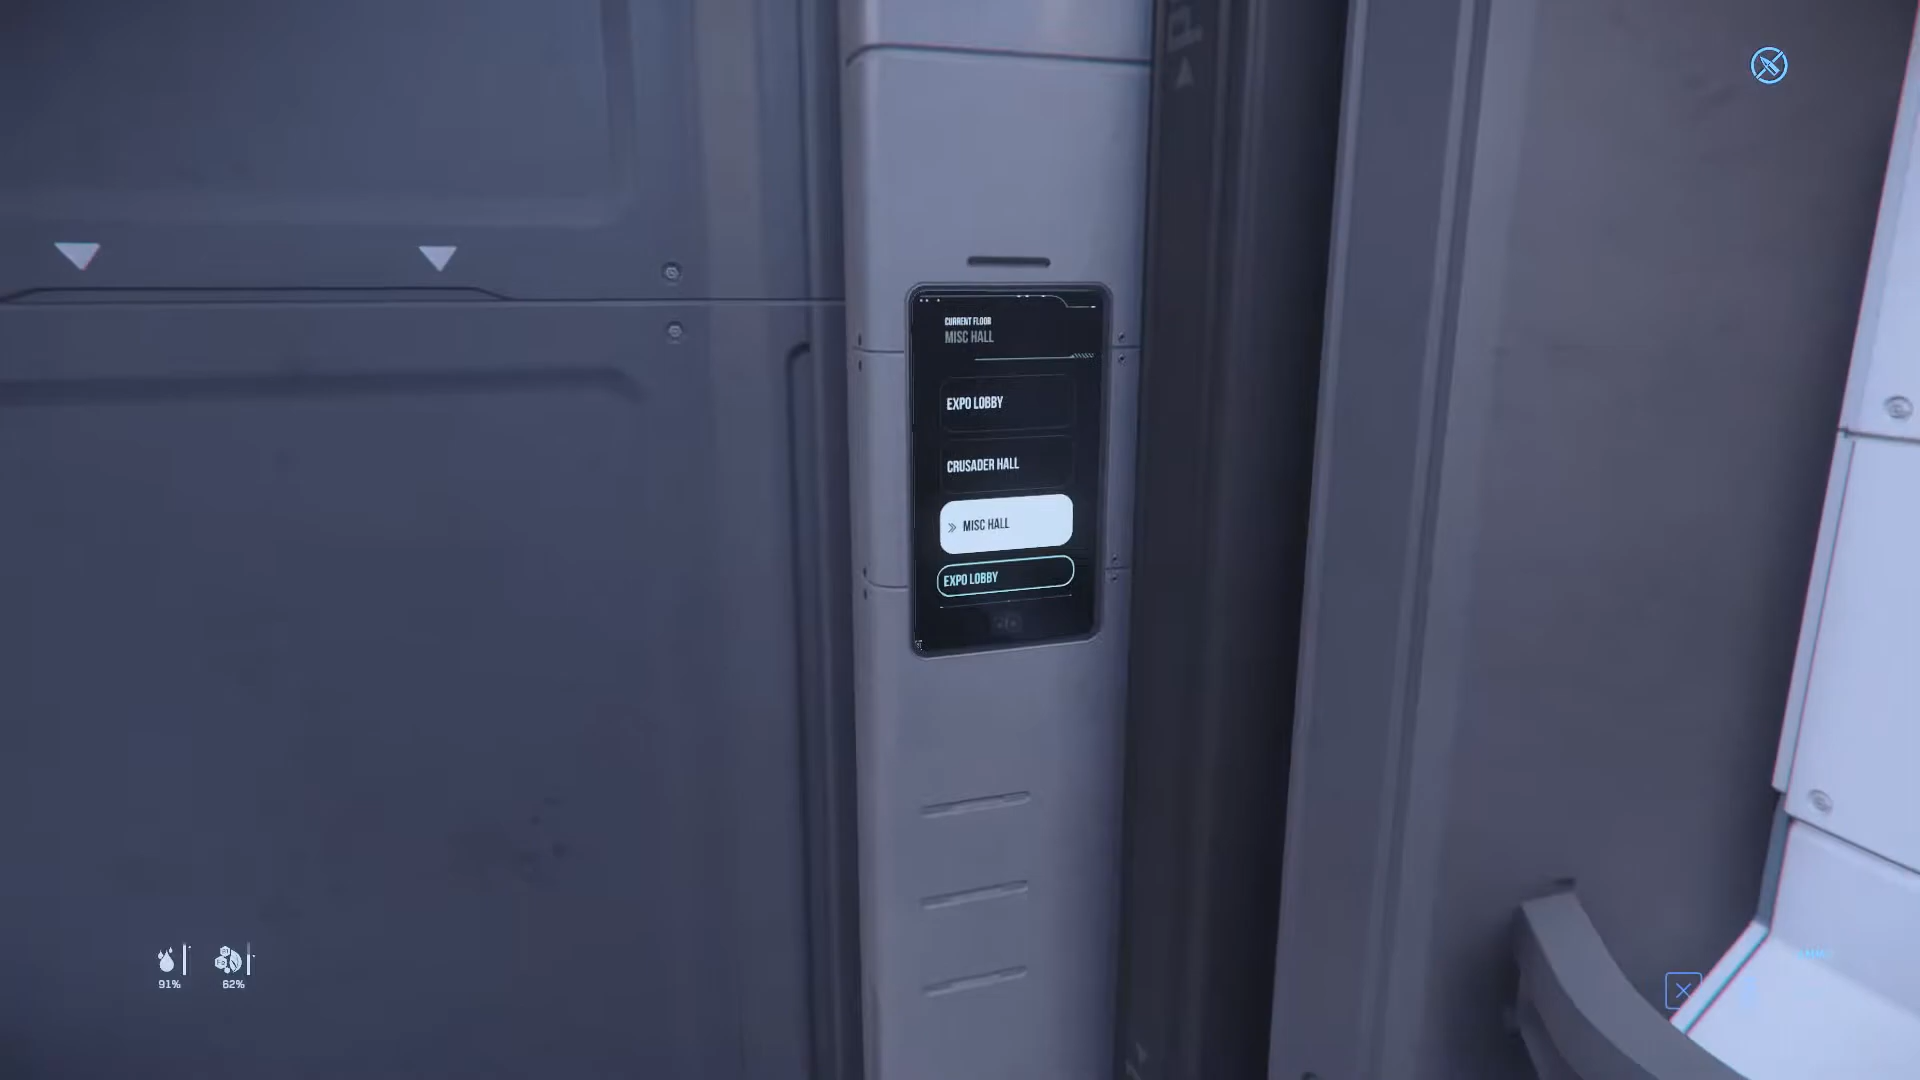 CURRENT FLOOR
MISC HALL
EXPO LOBBY
CRUSADER HALL
MISC HALL
EXPO LOBBY
91%
62%